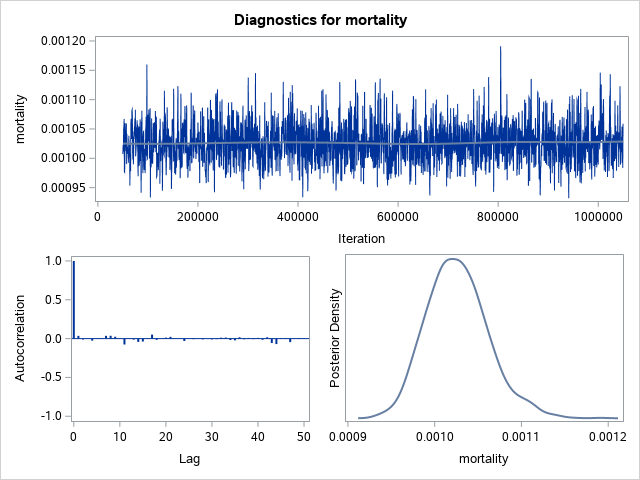 Diagnostics for mortality
mortality
0.00120
0.00115
0.00110
0.00105
0.00100
0.00095
0 200000 400000 600000 800000 1000000
Iteration
Autocorrelation
1.0
0.5
0.0
-0.5
-1.0
0 10 20 30 40 50
Lag
Posterior Density
0.0009 0.0010 0.0011 0.0012
mortality